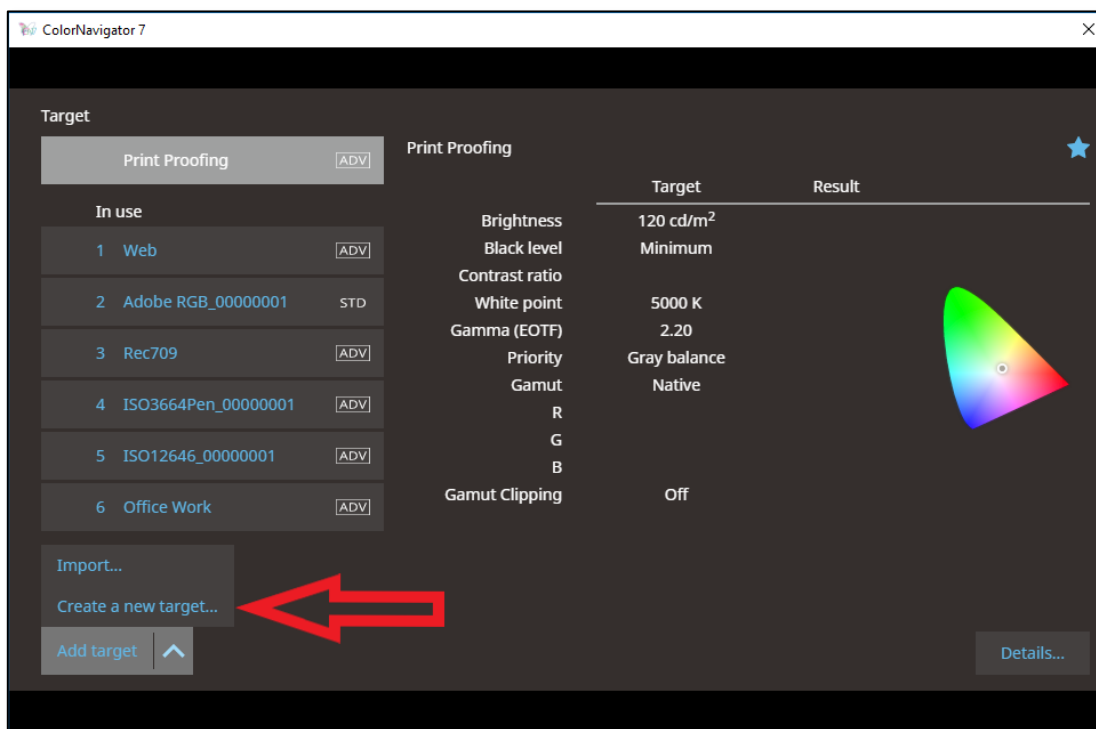 ColorNavigator 7
Target
Print Proofing ADV
In use
1 Web ADV
2 Adobe RGB_00000001 STD
3 Rec709 ADV
4 ISO3664Pen_00000001 ADV
5 ISO12646_00000001 ADV
6 Office Work ADV
Import...
Create a new target...
Add target
Print Proofing
Target Result
Brightness 120 cd/m²
Black level Minimum
Contrast ratio
White point 5000 K
Gamma (EOTF) 2.20
Priority Gray balance
Gamut Native
R
G
B
Gamut Clipping Off
Details...